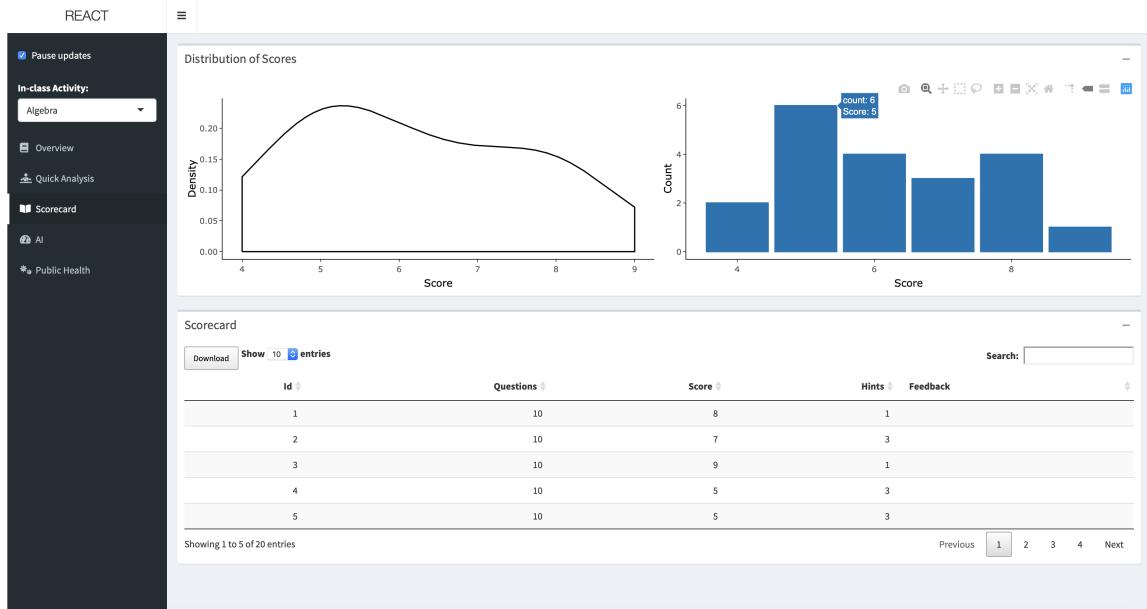 REACT
Pause updates
In-class Activity:
Algebra
Overview
Quick Analysis
Scorecard
AI
Public Health
Distribution of Scores
0.20
0.15
0.10
0.05
0.00
Density
4 5 6 7 8 9
Score
count: 6
Score: 5
6
4
2
0
Count
4 6 8
Score
Scorecard
Download Show 10 entries Search:
Id Questions Score Hints Feedback
1 10 8 1
2 10 7 3
3 10 9 1
4 10 5 3
5 10 5 3
Showing 1 to 5 of 20 entries Previous 1 2 3 4 Next